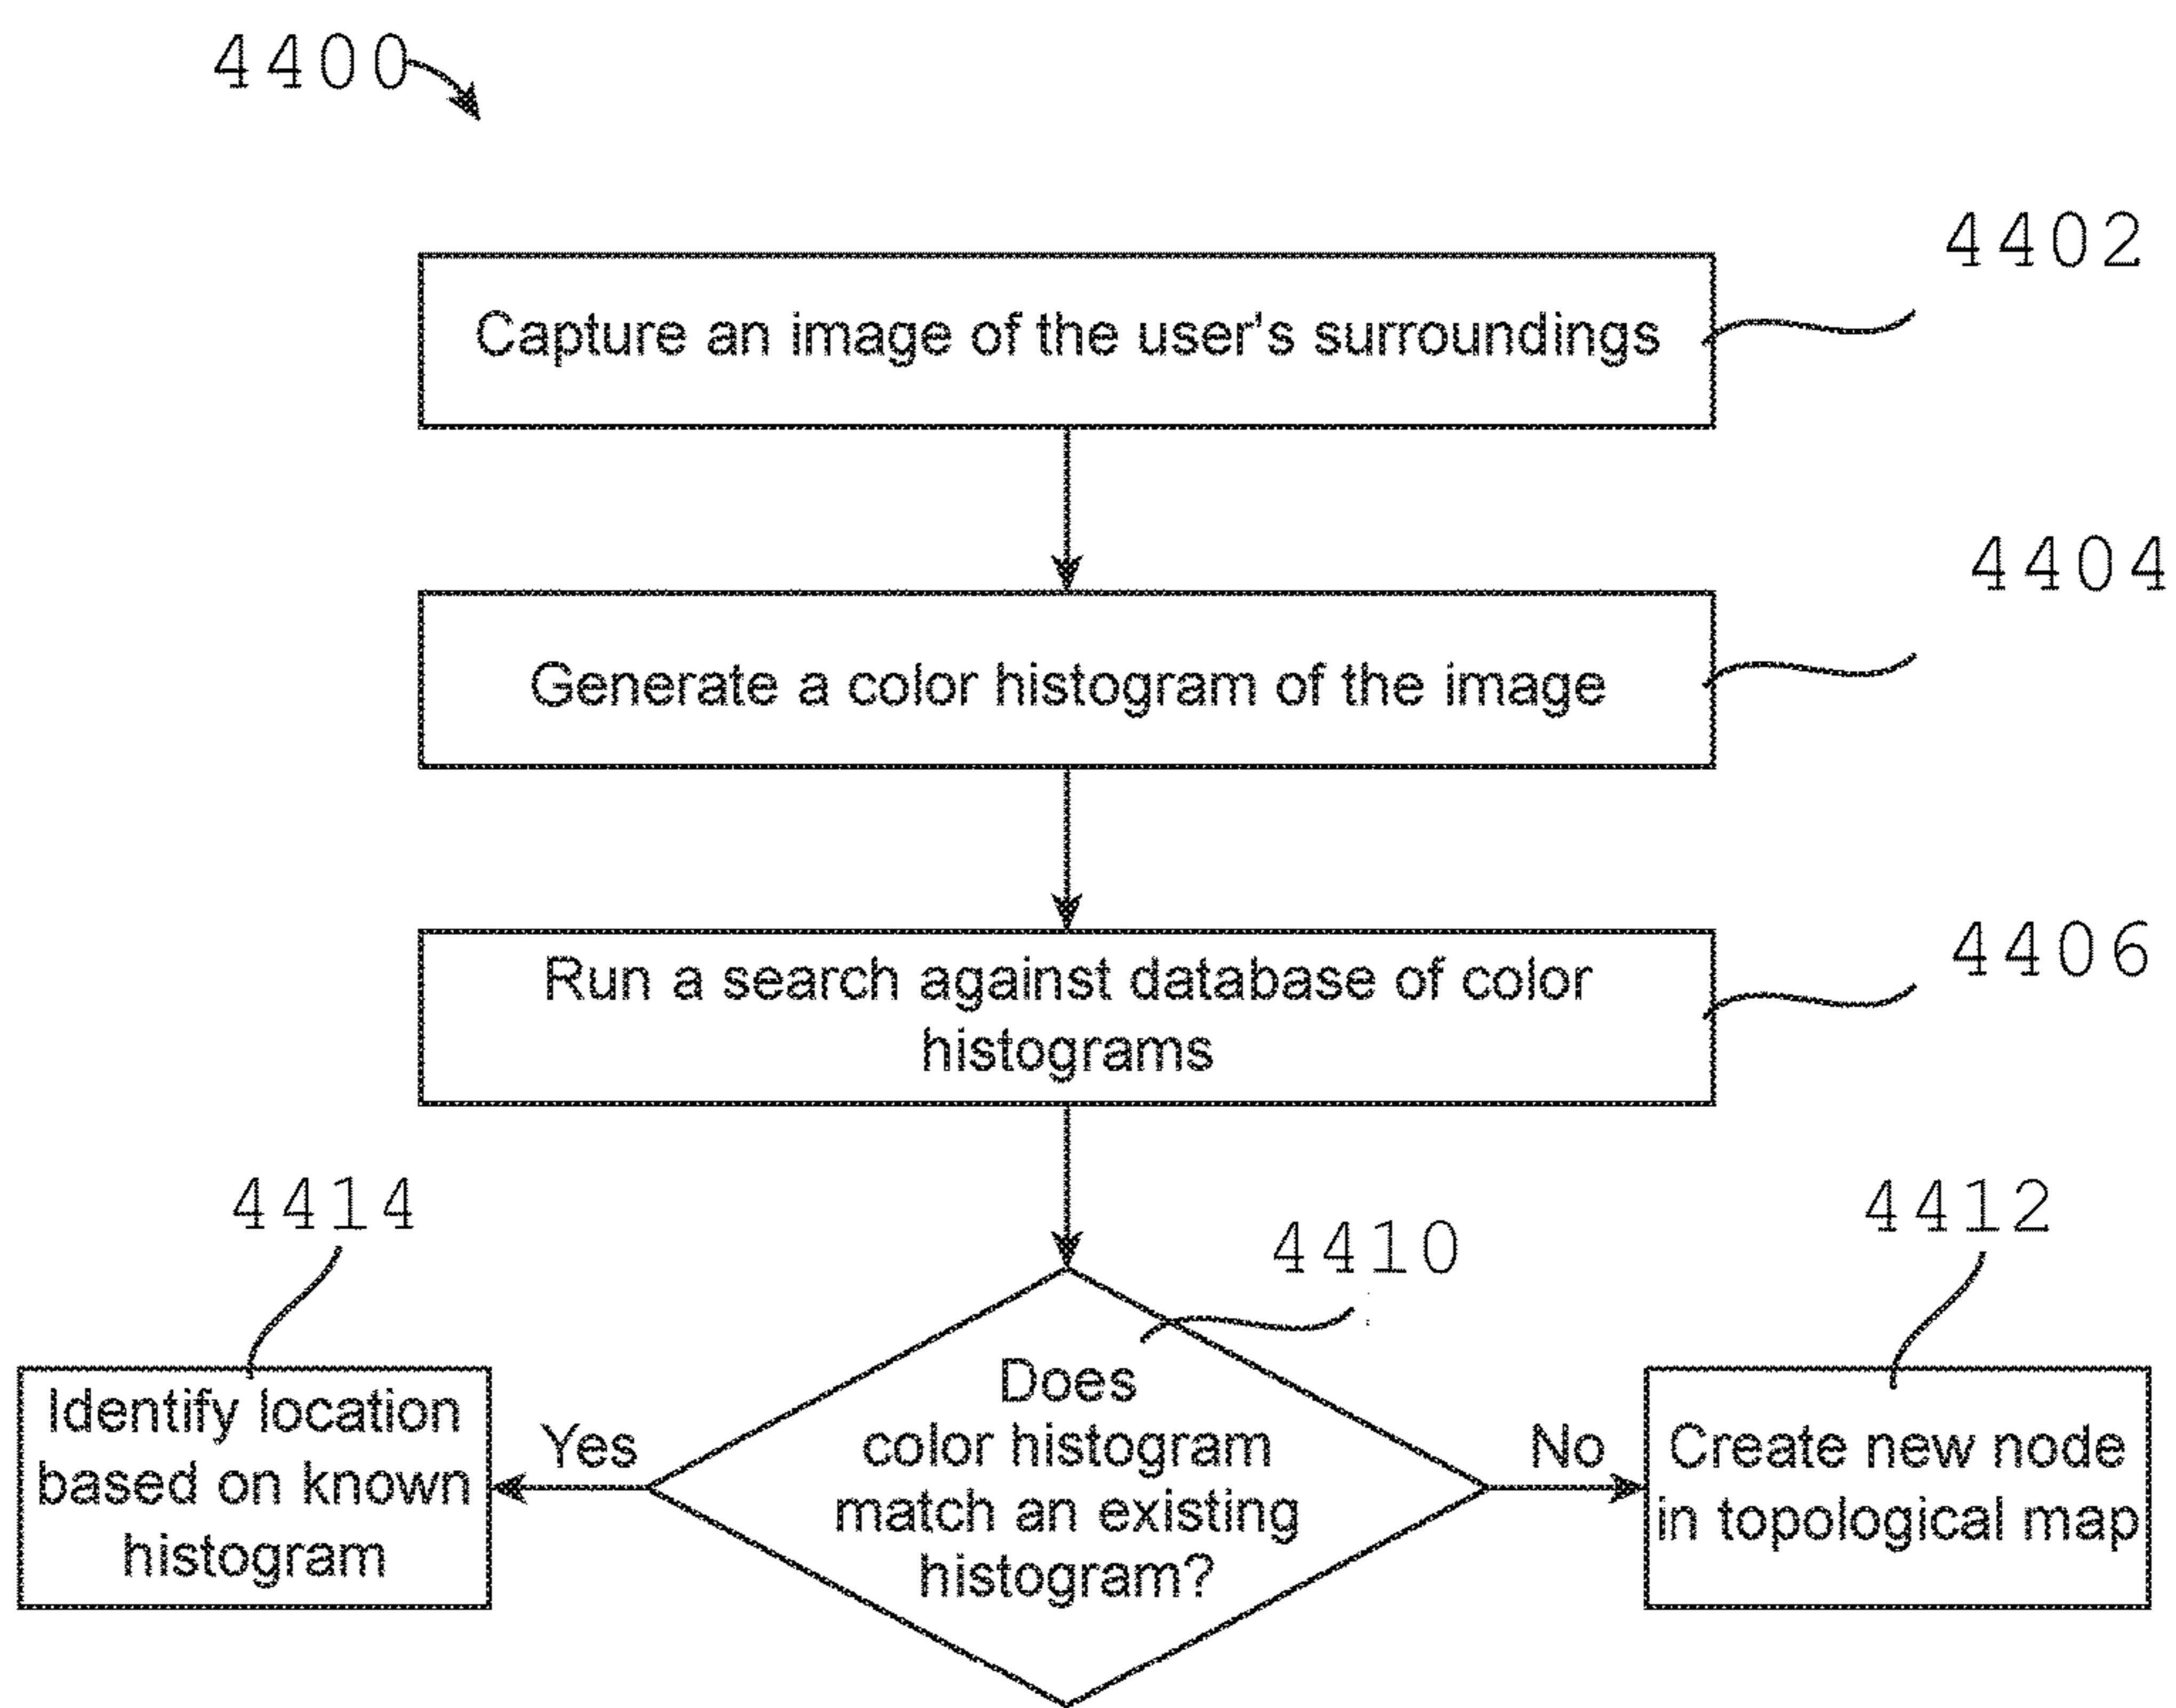 4400
4402
Capture an image of the user's surroundings
4404
Generate a color histogram of the image
4406
Run a search against database of color
histograms
4414
4410
4412
Identify location
based on known
histogram
Yes
Does
color histogram
match an existing
histogram?
No
Create new node
in topological map